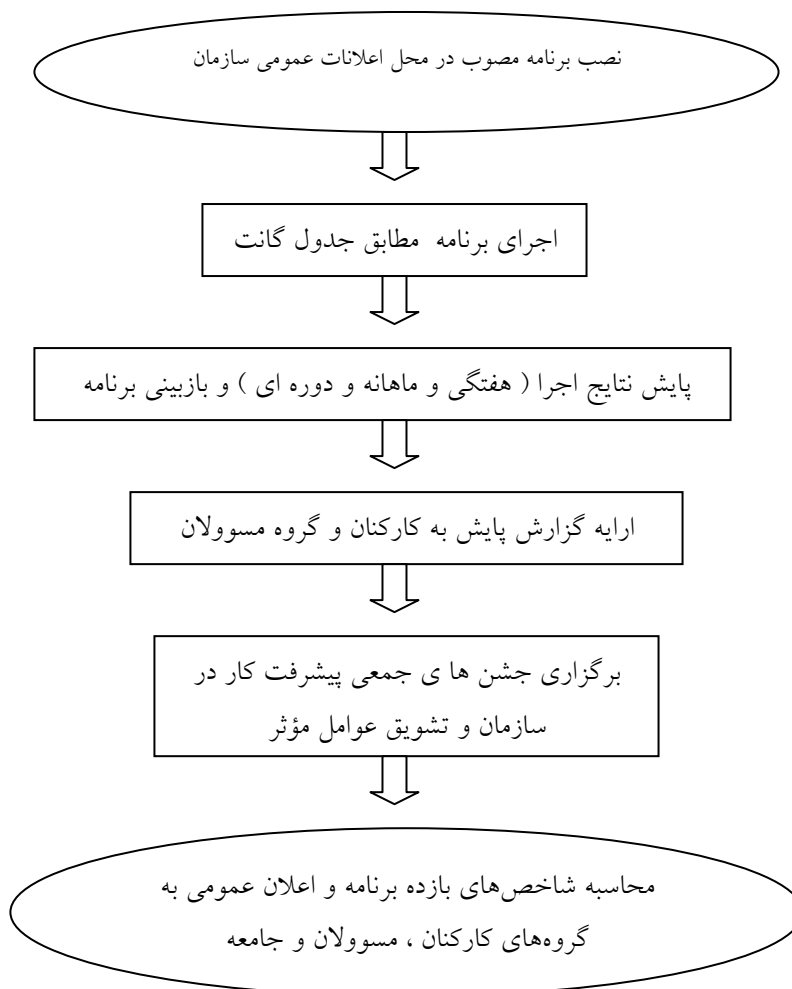 نصب برنامه مصوب در محل اعلانات عمومی سازمان
اجرای برنامه مطابق جدول گانت
پایش نتایج اجرا ( هفتگی و ماهانه و دوره ای ) و بازبینی برنامه
ارایه گزارش پایش به کارکنان و گروه مسوولان
برگزاری جشن ها ی جمعی پیشرفت کار در
سازمان و تشویق عوامل مؤثر
محاسبه شاخص‌های بازده برنامه و اعلان عمومی به
گروه‌های کارکنان ، مسوولان و جامعه